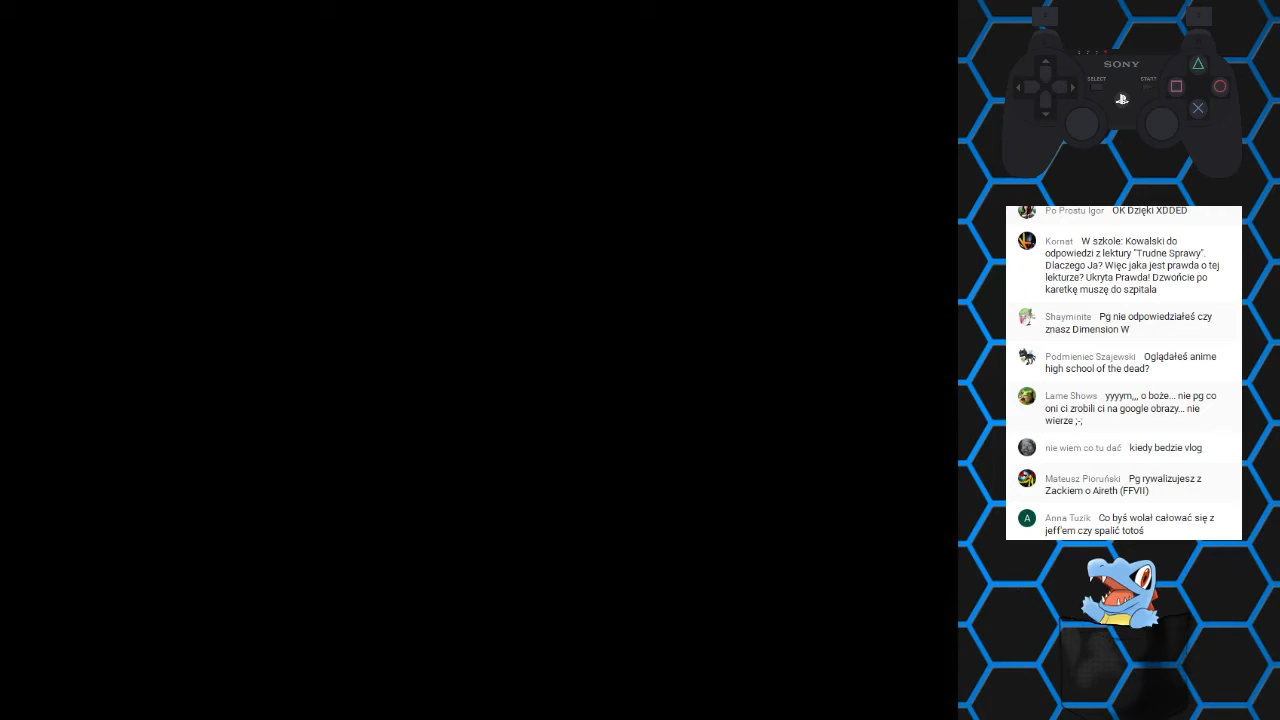 SONY
SELECT
START
Po Prostu Igor OK Dzięki XDDED
Kornat W szkole: Kowalski do
odpowiedzi z lektury "Trudne Sprawy".
Dlaczego Ja? Więc jaka jest prawda o tej
lekturze? Ukryta Prawda! Dzwońcie po
karetkę muszę do szpitala
Shayminite Pg nie odpowiedziałeś czy
znasz Dimension W
Podmieniec Szajewski Oglądałeś anime
high school of the dead?
Lame Shows yyyym,,, o boże... nie pg co
oni ci zrobili ci na google obrazy... nie
wierze ;-;
nie wiem co tu dać kiedy bedzie vlog
Mateusz Pioruński Pg rywalizujesz z
Zackiem o Aireth (FFVII)
A Anna Tuzik Co byś wolał całować się z
jeff'em czy spalić totoś